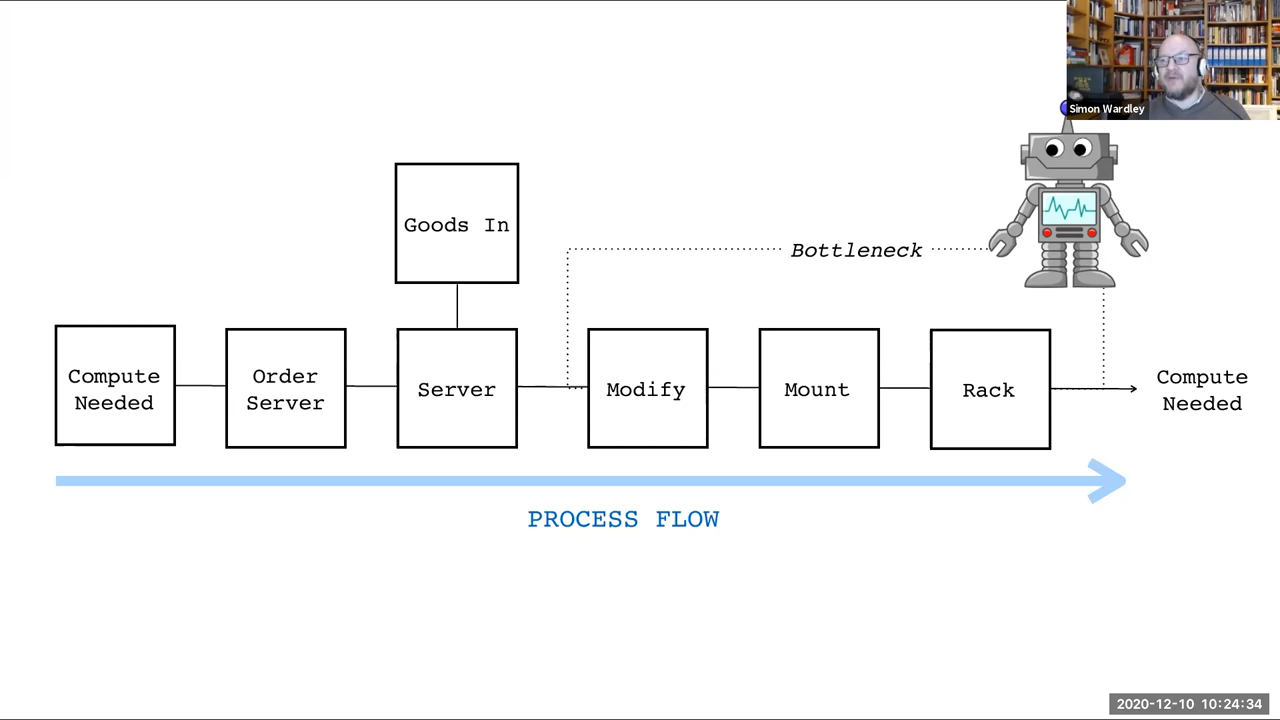 Simon Wardley
Goods In
Bottleneck
Compute
Needed
Order
Server
Server
Modify
Mount
Rack
Compute
Needed
PROCESS FLOW
2020-12-10 10:24:34